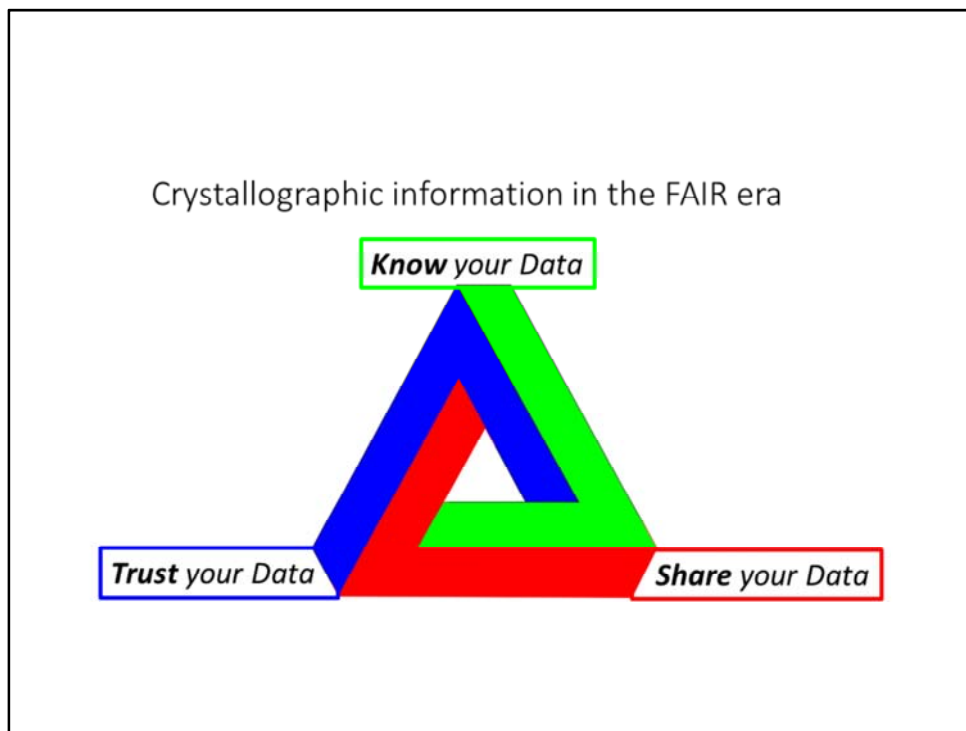 Crystallographic information in the FAIR era
Know your Data
Trust your Data
Share your Data